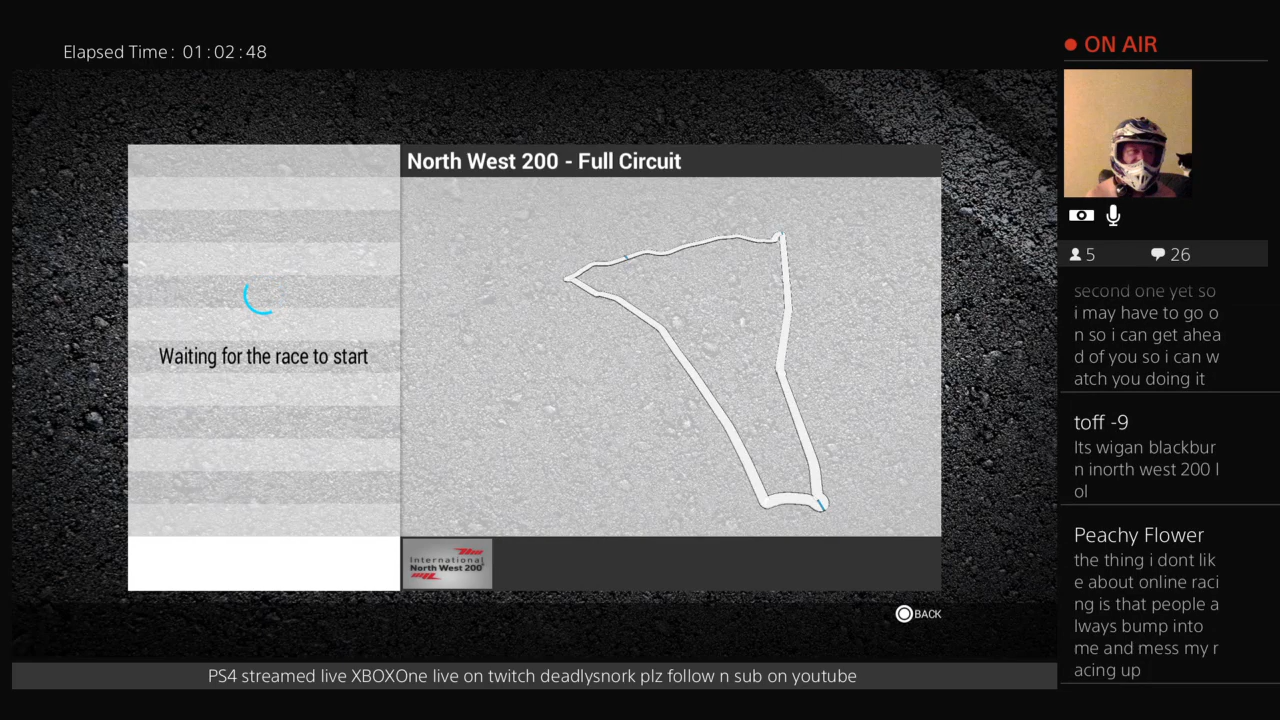 Elapsed Time: 01:02:48
ON AIR
North West 200 - Full Circuit
Waiting for the race to start
International
North West 200
BACK
5
26
second one yet so
i may have to go o
n so i can get ahea
d of you so i can w
atch you doing it
toff -9
Its wigan blackbur
n inorth west 200 l
ol
Peachy Flower
the thing i dont lik
e about online raci
ng is that people a
lways bump into
me and mess my r
acing up
PS4 streamed live XBOXOne live on twitch deadlysnork plz follow n sub on youtube